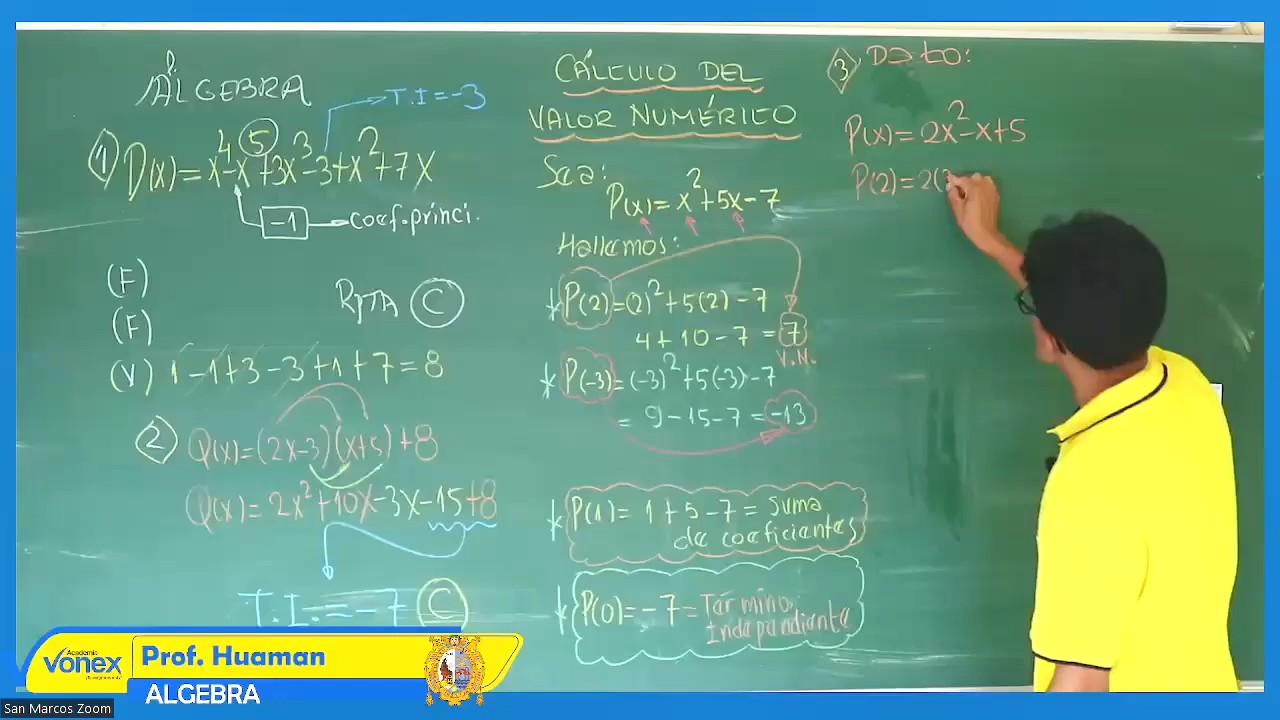 ÁLGEBRA
T.I = -3
1) P(x) = x⁴ - x⁵ + 3x³ - 3 + x² + 7x
-1 → coef. princi.
(F)
(F)
RPTA C
(V) 1-1+3-3+1+7=8
2 Q(x)=(2x-3)(x+5)+8
Q(x)= 2x²+10x-3x-15+8
T.I. = -7 C
CÁLCULO DEL
VALOR NUMÉRICO
Sea:
P(x)= x²+5x-7
Hallemos:
* P(2)=(2)²+5(2)-7
4+10-7 = 7
V.N.
* P(-3)=(-3)²+5(-3)-7
= 9-15-7 = -13
* P(1)= 1+5-7 = Suma
de coeficientes
* P(0)= -7 = Término
Independiente
3 Dato:
P(x)= 2x²-x+5
P(2)= 2(2
Academia
Vonex
Prof. Huaman
ALGEBRA
San Marcos Zoom